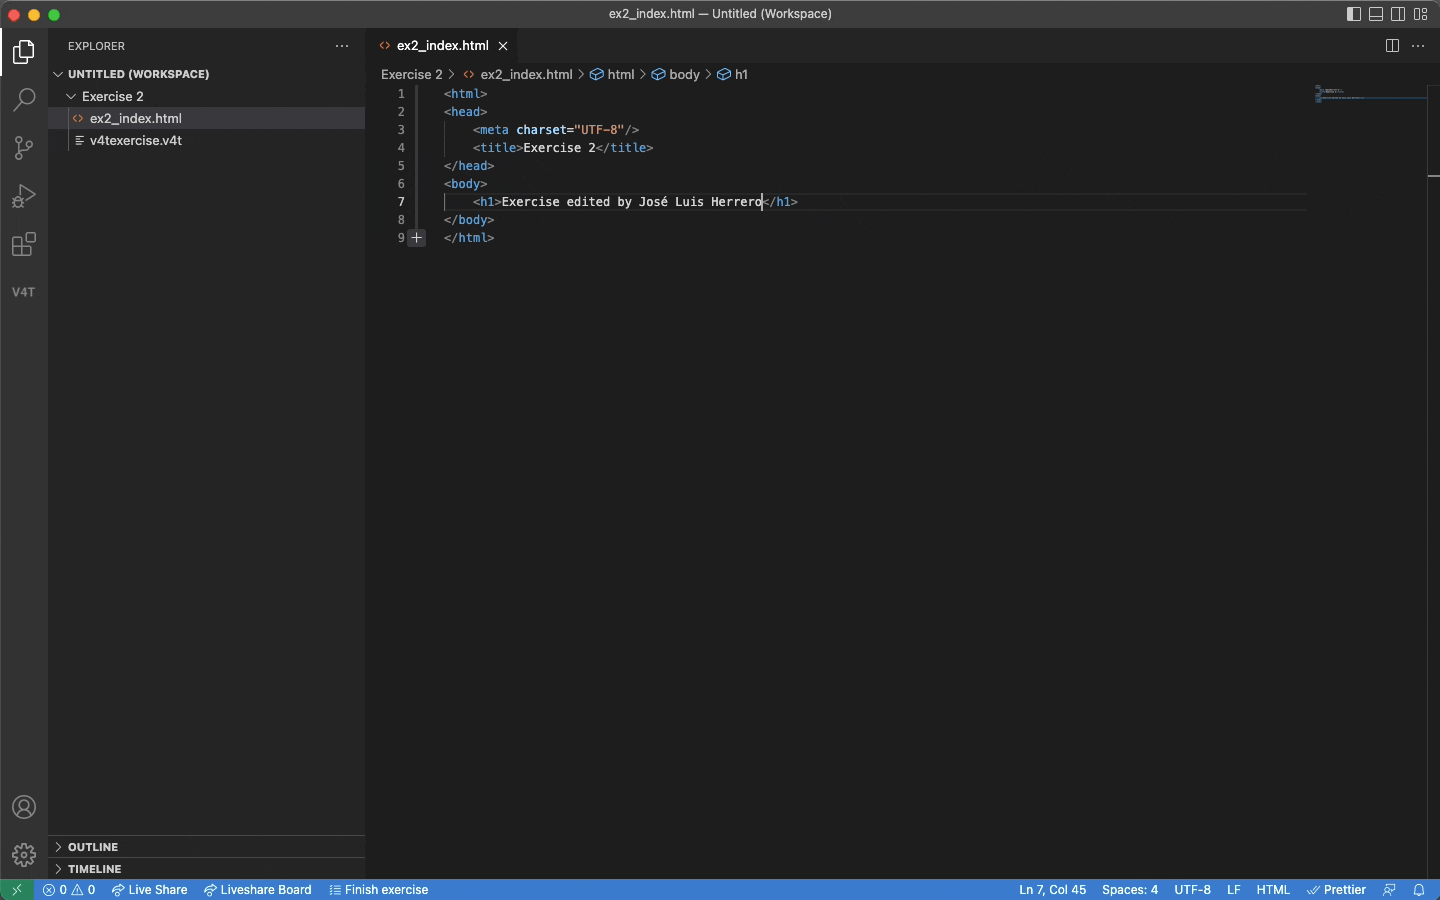 ex2_index.html — Untitled (Workspace)
EXPLORER
UNTITLED (WORKSPACE)
Exercise 2
ex2_index.html
v4texercise.v4t
V4T
OUTLINE
TIMELINE
ex2_index.html
Exercise 2 > ex2_index.html > html > body > h1
1 <html>
2 <head>
3 <meta charset="UTF-8"/>
4 <title>Exercise 2</title>
5 </head>
6 <body>
7 <h1>Exercise edited by José Luis Herrero</h1>
8 </body>
9 </html>
0 0 Live Share Liveshare Board Finish exercise Ln 7, Col 45 Spaces: 4 UTF-8 LF HTML Prettier